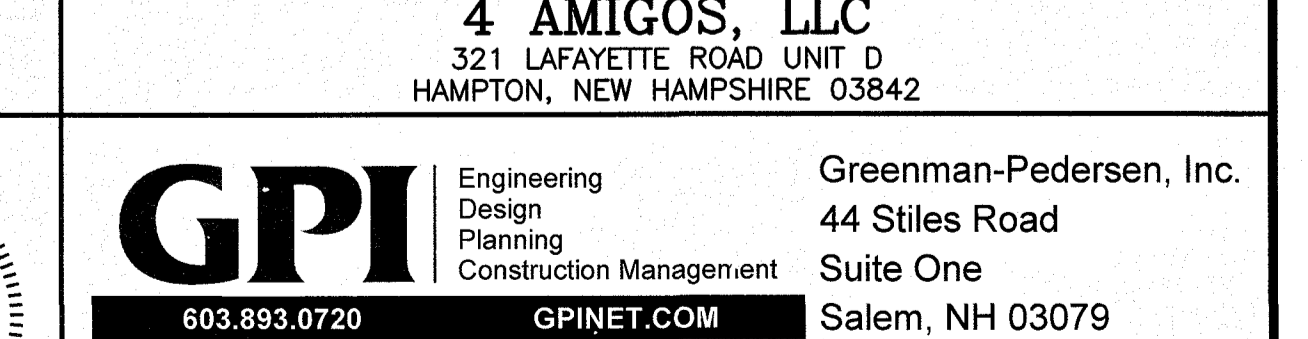 4 AMIGOS, LLC
321 LAFAYETTE ROAD UNIT D
HAMPTON, NEW HAMPSHIRE 03842
GPI
Engineering
Design
Planning
Construction Management
603.893.0720 GPINET.COM
Greenman-Pedersen, Inc.
44 Stiles Road
Suite One
Salem, NH 03079